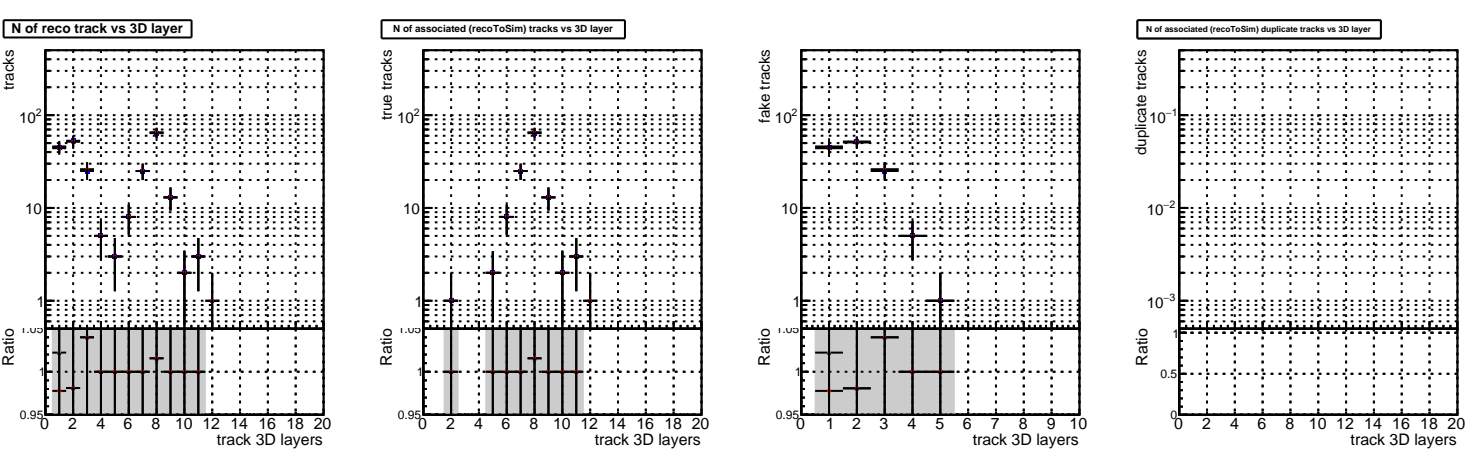 N of reco track vs 3D layer
tracks
10²
10
1
Ratio
1.05
1
0.95
0 2 4 6 8 10 12 14 16 18 20
track 3D layers
N of associated (recoToSim) tracks vs 3D layer
true tracks
10²
10
1
Ratio
1.05
1
0.95
0 2 4 6 8 10 12 14 16 18 20
track 3D layers
fake tracks
10²
10
1
Ratio
1.05
1
0.95
0 1 2 3 4 5 6 7 8 9 10
track 3D layers
N of associated (recoToSim) duplicate tracks vs 3D layer
duplicate tracks
10⁻¹
10⁻²
10⁻³
Ratio
1
0.5
0
0 2 4 6 8 10 12 14 16 18 20
track 3D layers